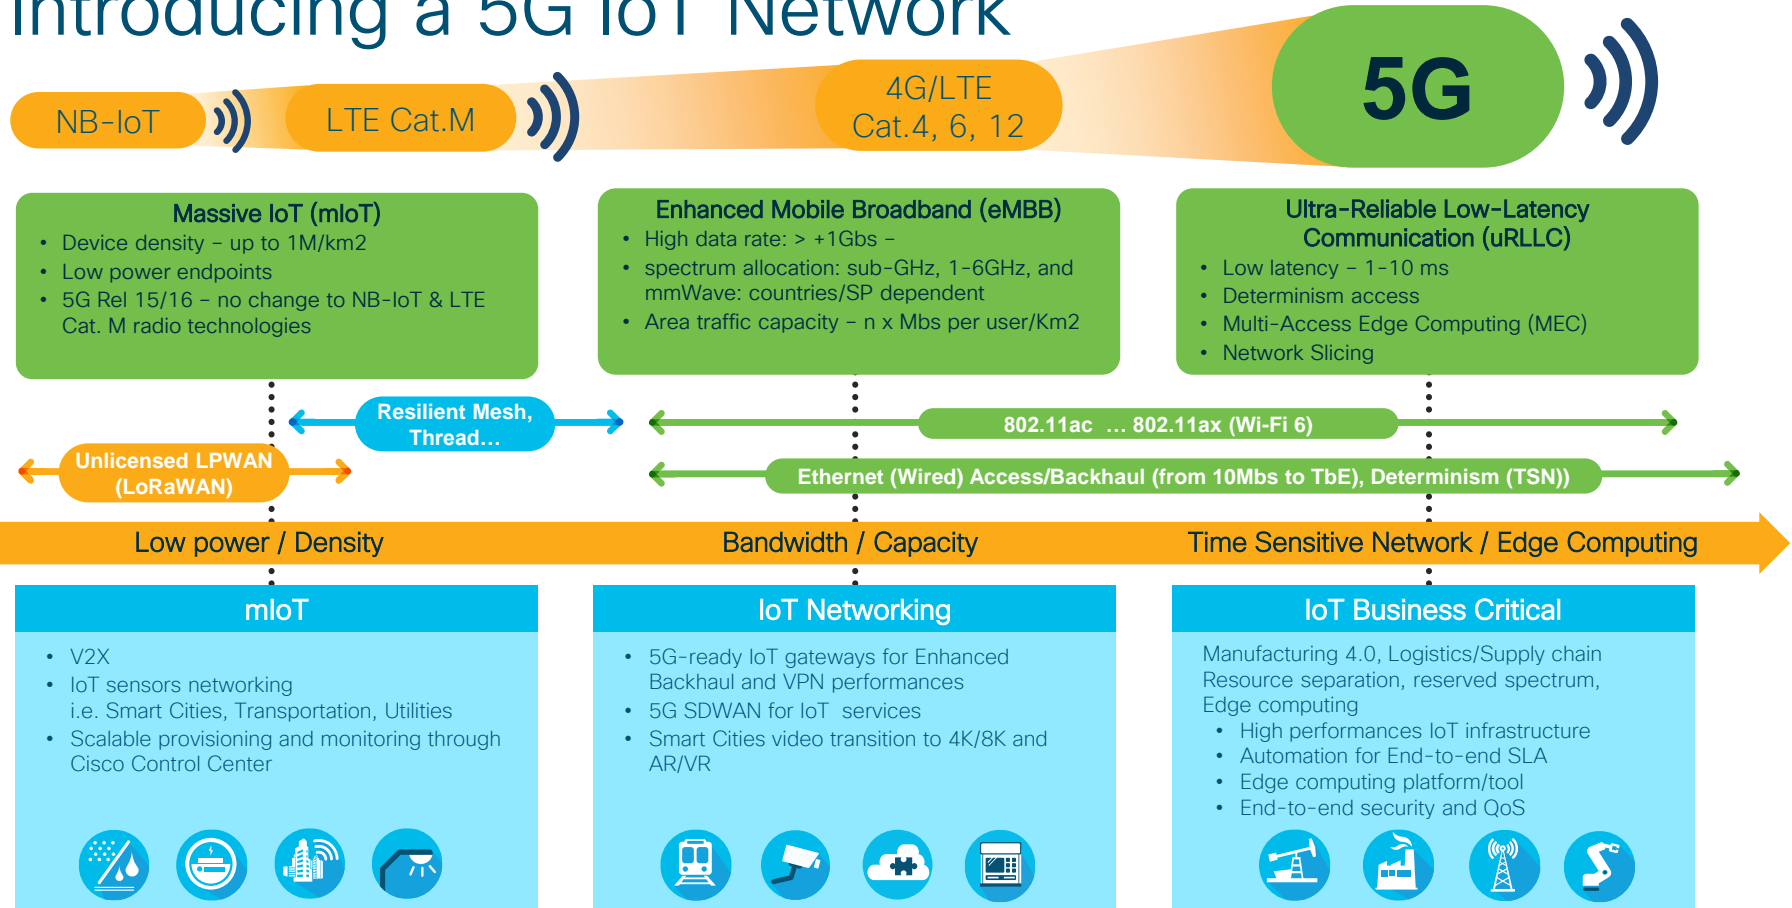 Introducing a 5G IoT Network
NB-IoT
LTE Cat.M
4G/LTE
Cat.4, 6, 12
5G
Massive IoT (mIoT)
• Device density – up to 1M/km2
• Low power endpoints
• 5G Rel 15/16 – no change to NB-IoT & LTE
Cat. M radio technologies
Enhanced Mobile Broadband (eMBB)
• High data rate: > +1Gbs –
• spectrum allocation: sub-GHz, 1-6GHz, and
mmWave: countries/SP dependent
• Area traffic capacity – n x Mbs per user/Km2
Ultra-Reliable Low-Latency
Communication (uRLLC)
• Low latency – 1-10 ms
• Determinism access
• Multi-Access Edge Computing (MEC)
• Network Slicing
Resilient Mesh,
Thread...
802.11ac ... 802.11ax (Wi-Fi 6)
Unlicensed LPWAN
(LoRaWAN)
Ethernet (Wired) Access/Backhaul (from 10Mbs to TbE), Determinism (TSN))
Low power / Density
Bandwidth / Capacity
Time Sensitive Network / Edge Computing
mIoT
• V2X
• IoT sensors networking
i.e. Smart Cities, Transportation, Utilities
• Scalable provisioning and monitoring through
Cisco Control Center
IoT Networking
• 5G-ready IoT gateways for Enhanced
Backhaul and VPN performances
• 5G SDWAN for IoT services
• Smart Cities video transition to 4K/8K and
AR/VR
IoT Business Critical
Manufacturing 4.0, Logistics/Supply chain
Resource separation, reserved spectrum,
Edge computing
• High performances IoT infrastructure
• Automation for End-to-end SLA
• Edge computing platform/tool
• End-to-end security and QoS